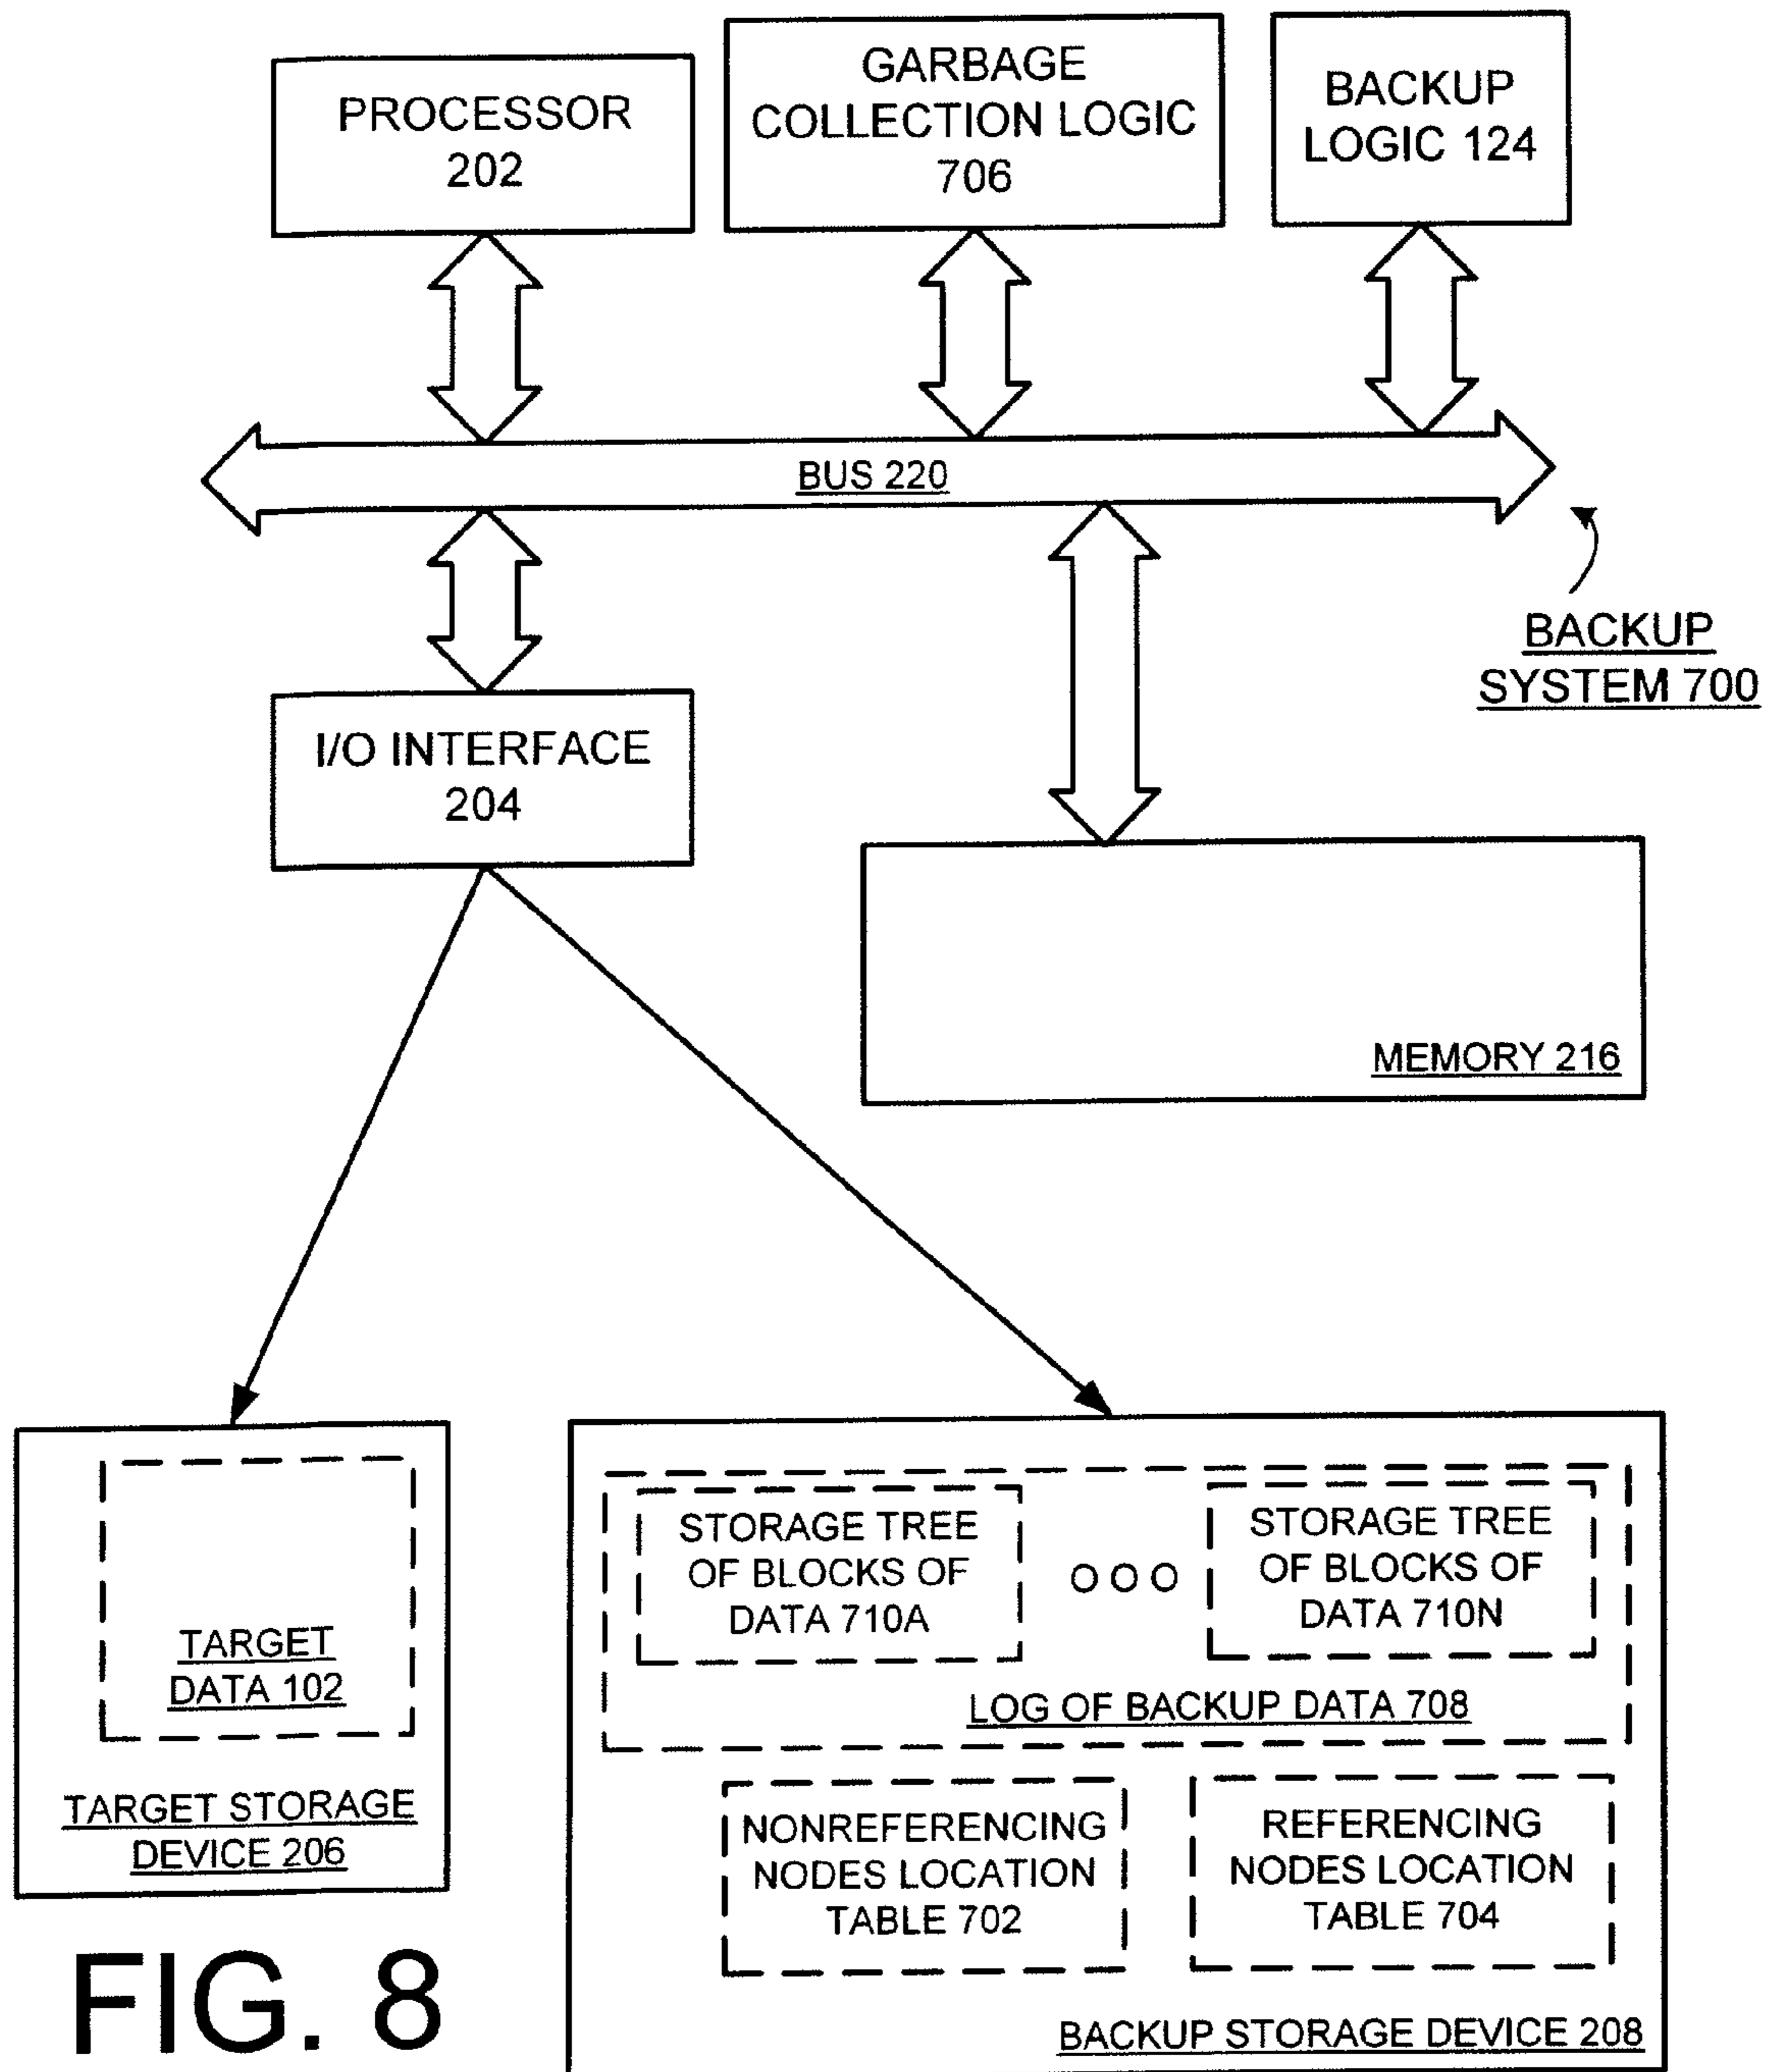 PROCESSOR
202
GARBAGE
COLLECTION LOGIC
706
BACKUP
LOGIC 124
BUS 220
BACKUP
SYSTEM 700
I/O INTERFACE
204
MEMORY 216
TARGET
DATA 102
TARGET STORAGE
DEVICE 206
STORAGE TREE
OF BLOCKS OF
DATA 710A
OOO
STORAGE TREE
OF BLOCKS OF
DATA 710N
LOG OF BACKUP DATA 708
NONREFERENCING
NODES LOCATION
TABLE 702
REFERENCING
NODES LOCATION
TABLE 704
BACKUP STORAGE DEVICE 208
FIG. 8